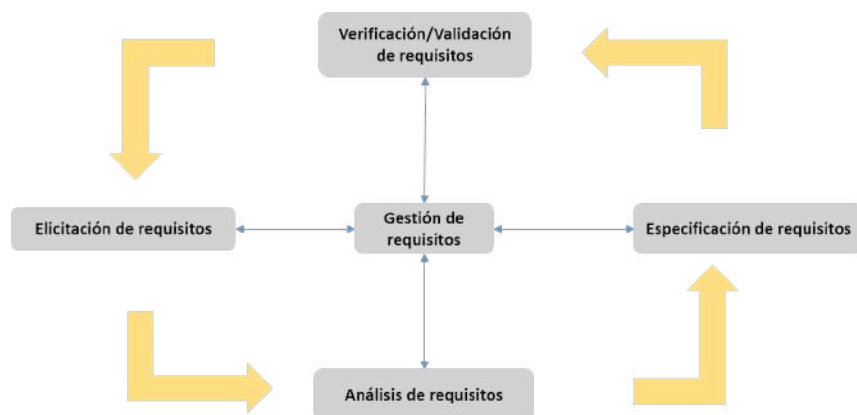 Verificación/Validación
de requisitos
Elicitación de requisitos
Gestión de
requisitos
Especificación de requisitos
Análisis de requisitos